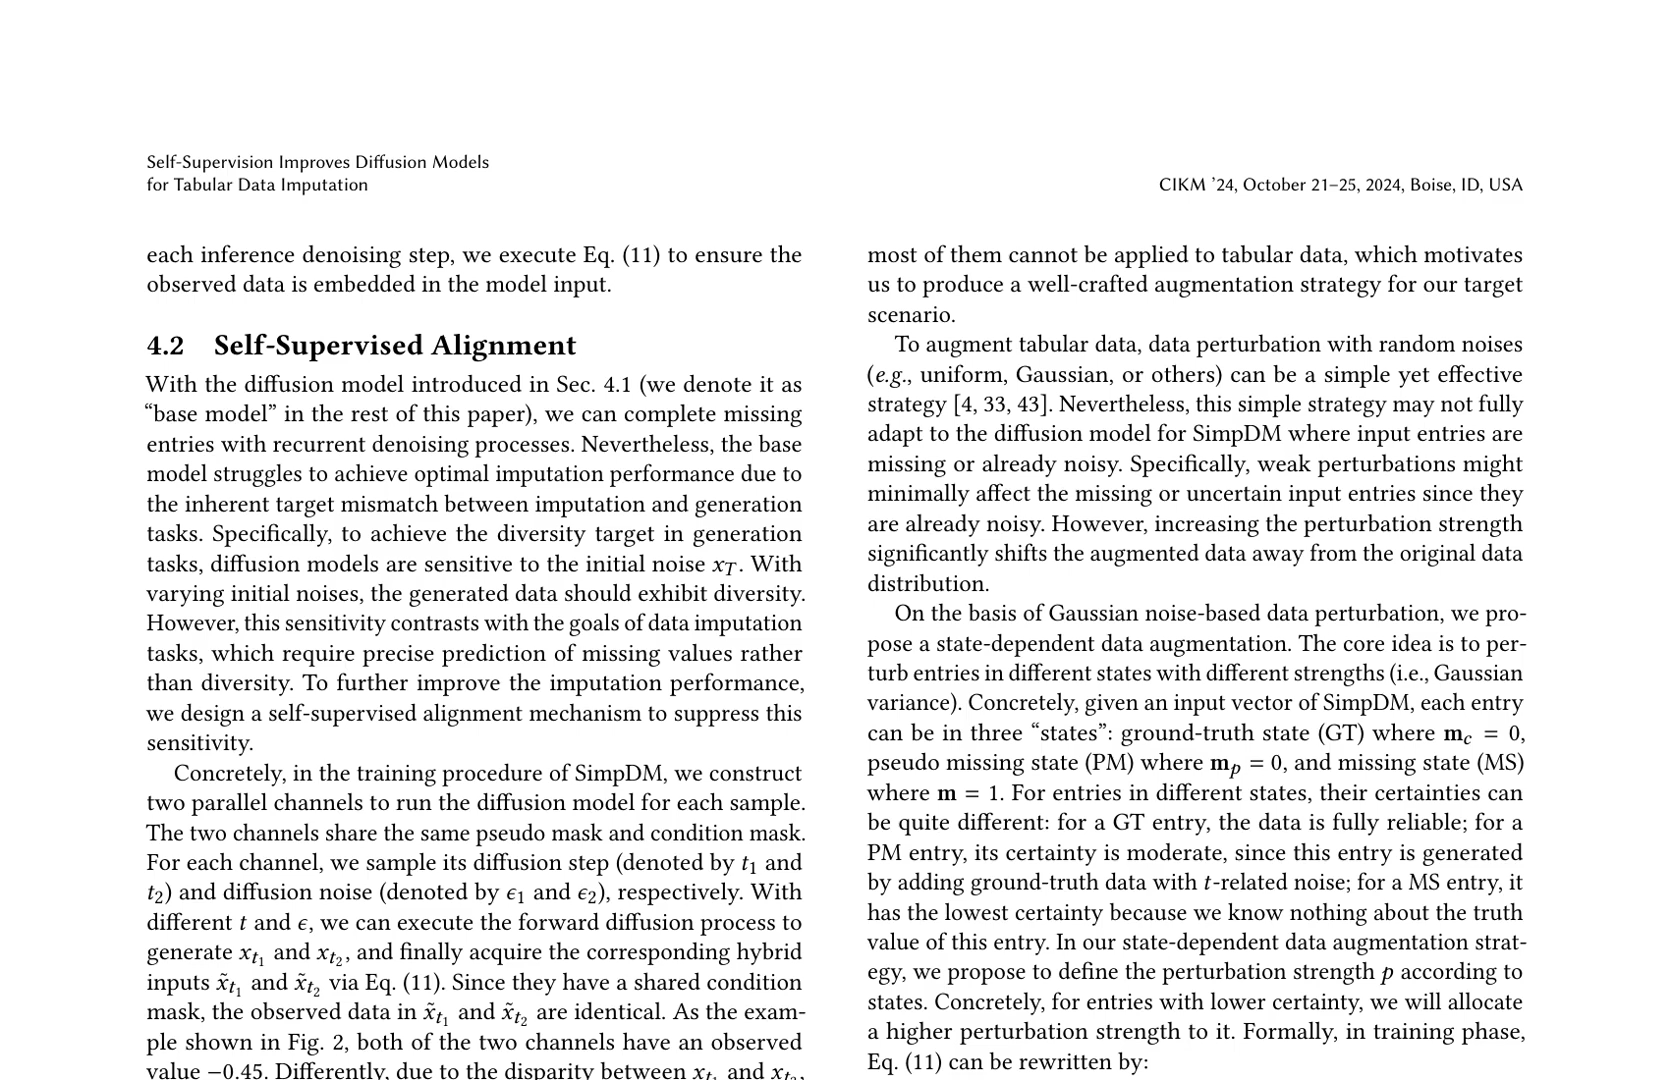 Self-Supervision Improves Diffusion Models
for Tabular Data Imputation
CIKM ’24, October 21–25, 2024, Boise, ID, USA
each inference denoising step, we execute Eq. (11) to ensure the
observed data is embedded in the model input.
4.2 Self-Supervised Alignment
With the diffusion model introduced in Sec. 4.1 (we denote it as
“base model” in the rest of this paper), we can complete missing
entries with recurrent denoising processes. Nevertheless, the base
model struggles to achieve optimal imputation performance due to
the inherent target mismatch between imputation and generation
tasks. Specifically, to achieve the diversity target in generation
tasks, diffusion models are sensitive to the initial noise x_T. With
varying initial noises, the generated data should exhibit diversity.
However, this sensitivity contrasts with the goals of data imputation
tasks, which require precise prediction of missing values rather
than diversity. To further improve the imputation performance,
we design a self-supervised alignment mechanism to suppress this
sensitivity.
Concretely, in the training procedure of SimpDM, we construct
two parallel channels to run the diffusion model for each sample.
The two channels share the same pseudo mask and condition mask.
For each channel, we sample its diffusion step (denoted by t₁ and
t₂) and diffusion noise (denoted by ϵ₁ and ϵ₂), respectively. With
different t and ϵ, we can execute the forward diffusion process to
generate x_t₁ and x_t₂, and finally acquire the corresponding hybrid
inputs x̃_t₁ and x̃_t₂ via Eq. (11). Since they have a shared condition
mask, the observed data in x̃_t₁ and x̃_t₂ are identical. As the exam-
ple shown in Fig. 2, both of the two channels have an observed
value −0.45. Differently, due to the disparity between x_t₁ and x_t₂,
most of them cannot be applied to tabular data, which motivates
us to produce a well-crafted augmentation strategy for our target
scenario.
To augment tabular data, data perturbation with random noises
(e.g., uniform, Gaussian, or others) can be a simple yet effective
strategy [4, 33, 43]. Nevertheless, this simple strategy may not fully
adapt to the diffusion model for SimpDM where input entries are
missing or already noisy. Specifically, weak perturbations might
minimally affect the missing or uncertain input entries since they
are already noisy. However, increasing the perturbation strength
significantly shifts the augmented data away from the original data
distribution.
On the basis of Gaussian noise-based data perturbation, we pro-
pose a state-dependent data augmentation. The core idea is to per-
turb entries in different states with different strengths (i.e., Gaussian
variance). Concretely, given an input vector of SimpDM, each entry
can be in three “states”: ground-truth state (GT) where m_c = 0,
pseudo missing state (PM) where m_p = 0, and missing state (MS)
where m = 1. For entries in different states, their certainties can
be quite different: for a GT entry, the data is fully reliable; for a
PM entry, its certainty is moderate, since this entry is generated
by adding ground-truth data with t-related noise; for a MS entry, it
has the lowest certainty because we know nothing about the truth
value of this entry. In our state-dependent data augmentation strat-
egy, we propose to define the perturbation strength p according to
states. Concretely, for entries with lower certainty, we will allocate
a higher perturbation strength to it. Formally, in training phase,
Eq. (11) can be rewritten by: